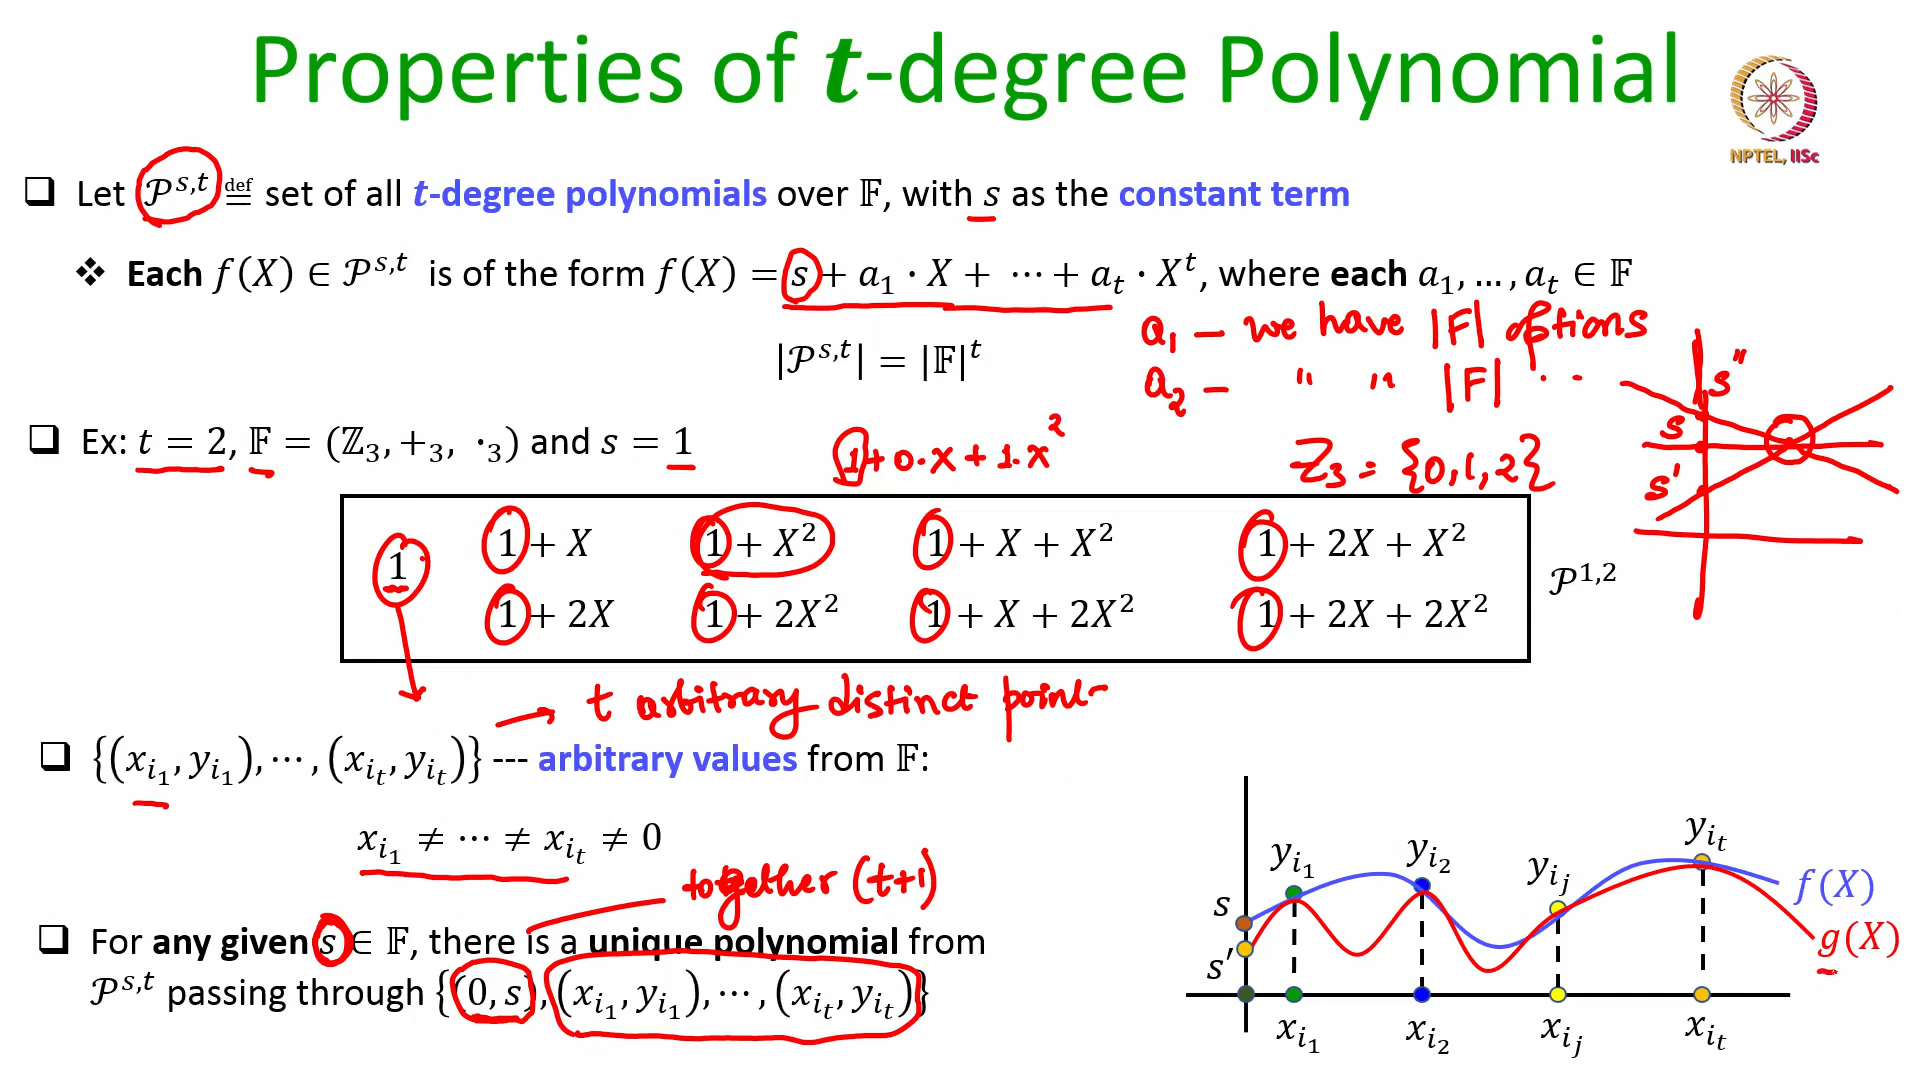 Properties of t-degree Polynomial
NPTEL, IISc
❑ Let 𝒫^{s,t} ≝ set of all t-degree polynomials over 𝔽, with s as the constant term
❖ Each f(X) ∈ 𝒫^{s,t} is of the form f(X) = s + a₁ · X + ⋯ + a_t · X^t, where each a₁, …, a_t ∈ 𝔽
a₁ – we have |F| options
|𝒫^{s,t}| = |𝔽|^t
a₂ – " " |F| ..
s"
s
s'
❑ Ex: t = 2, 𝔽 = (ℤ₃, +₃, ·₃) and s = 1
1+0.x+1.x²
Z₃ = {0,1,2}
1
1 + X 1 + X² 1 + X + X² 1 + 2X + X²
1 + 2X 1 + 2X² 1 + X + 2X² 1 + 2X + 2X²
𝒫^{1,2}
→ t arbitrary distinct point
❑ {(x_{i₁}, y_{i₁}), ⋯, (x_{i_t}, y_{i_t})} --- arbitrary values from 𝔽:
x_{i₁} ≠ ⋯ ≠ x_{i_t} ≠ 0
together (t+1)
❑ For any given s ∈ 𝔽, there is a unique polynomial from
𝒫^{s,t} passing through {(0, s), (x_{i₁}, y_{i₁}), ⋯, (x_{i_t}, y_{i_t})}
y_{i₁} y_{i₂} y_{i_j} y_{i_t}
s
s'
f(X)
g(X)
x_{i₁} x_{i₂} x_{i_j} x_{i_t}